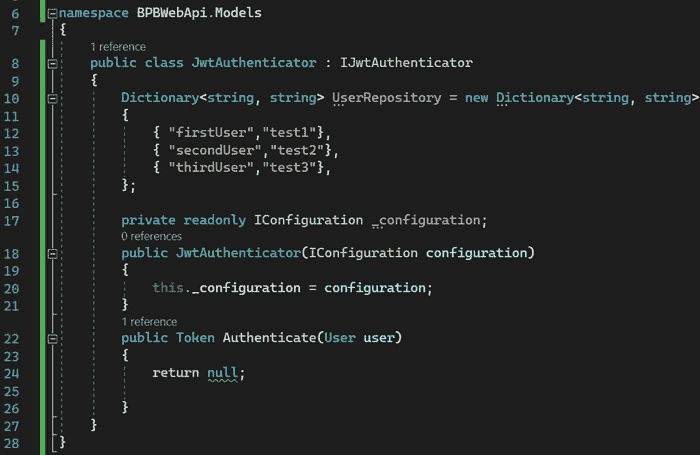 6 namespace BPBWebApi.Models
7 {
1 reference
8 public class JwtAuthenticator : IJwtAuthenticator
9 {
10 Dictionary<string, string> UserRepository = new Dictionary<string, string>
11 {
12 { "firstUser","test1"},
13 { "secondUser","test2"},
14 { "thirdUser","test3"},
15 };
16
17 private readonly IConfiguration _configuration;
0 references
18 public JwtAuthenticator(IConfiguration configuration)
19 {
20 this._configuration = configuration;
21 }
1 reference
22 public Token Authenticate(User user)
23 {
24 return null;
25
26 }
27 }
28 }